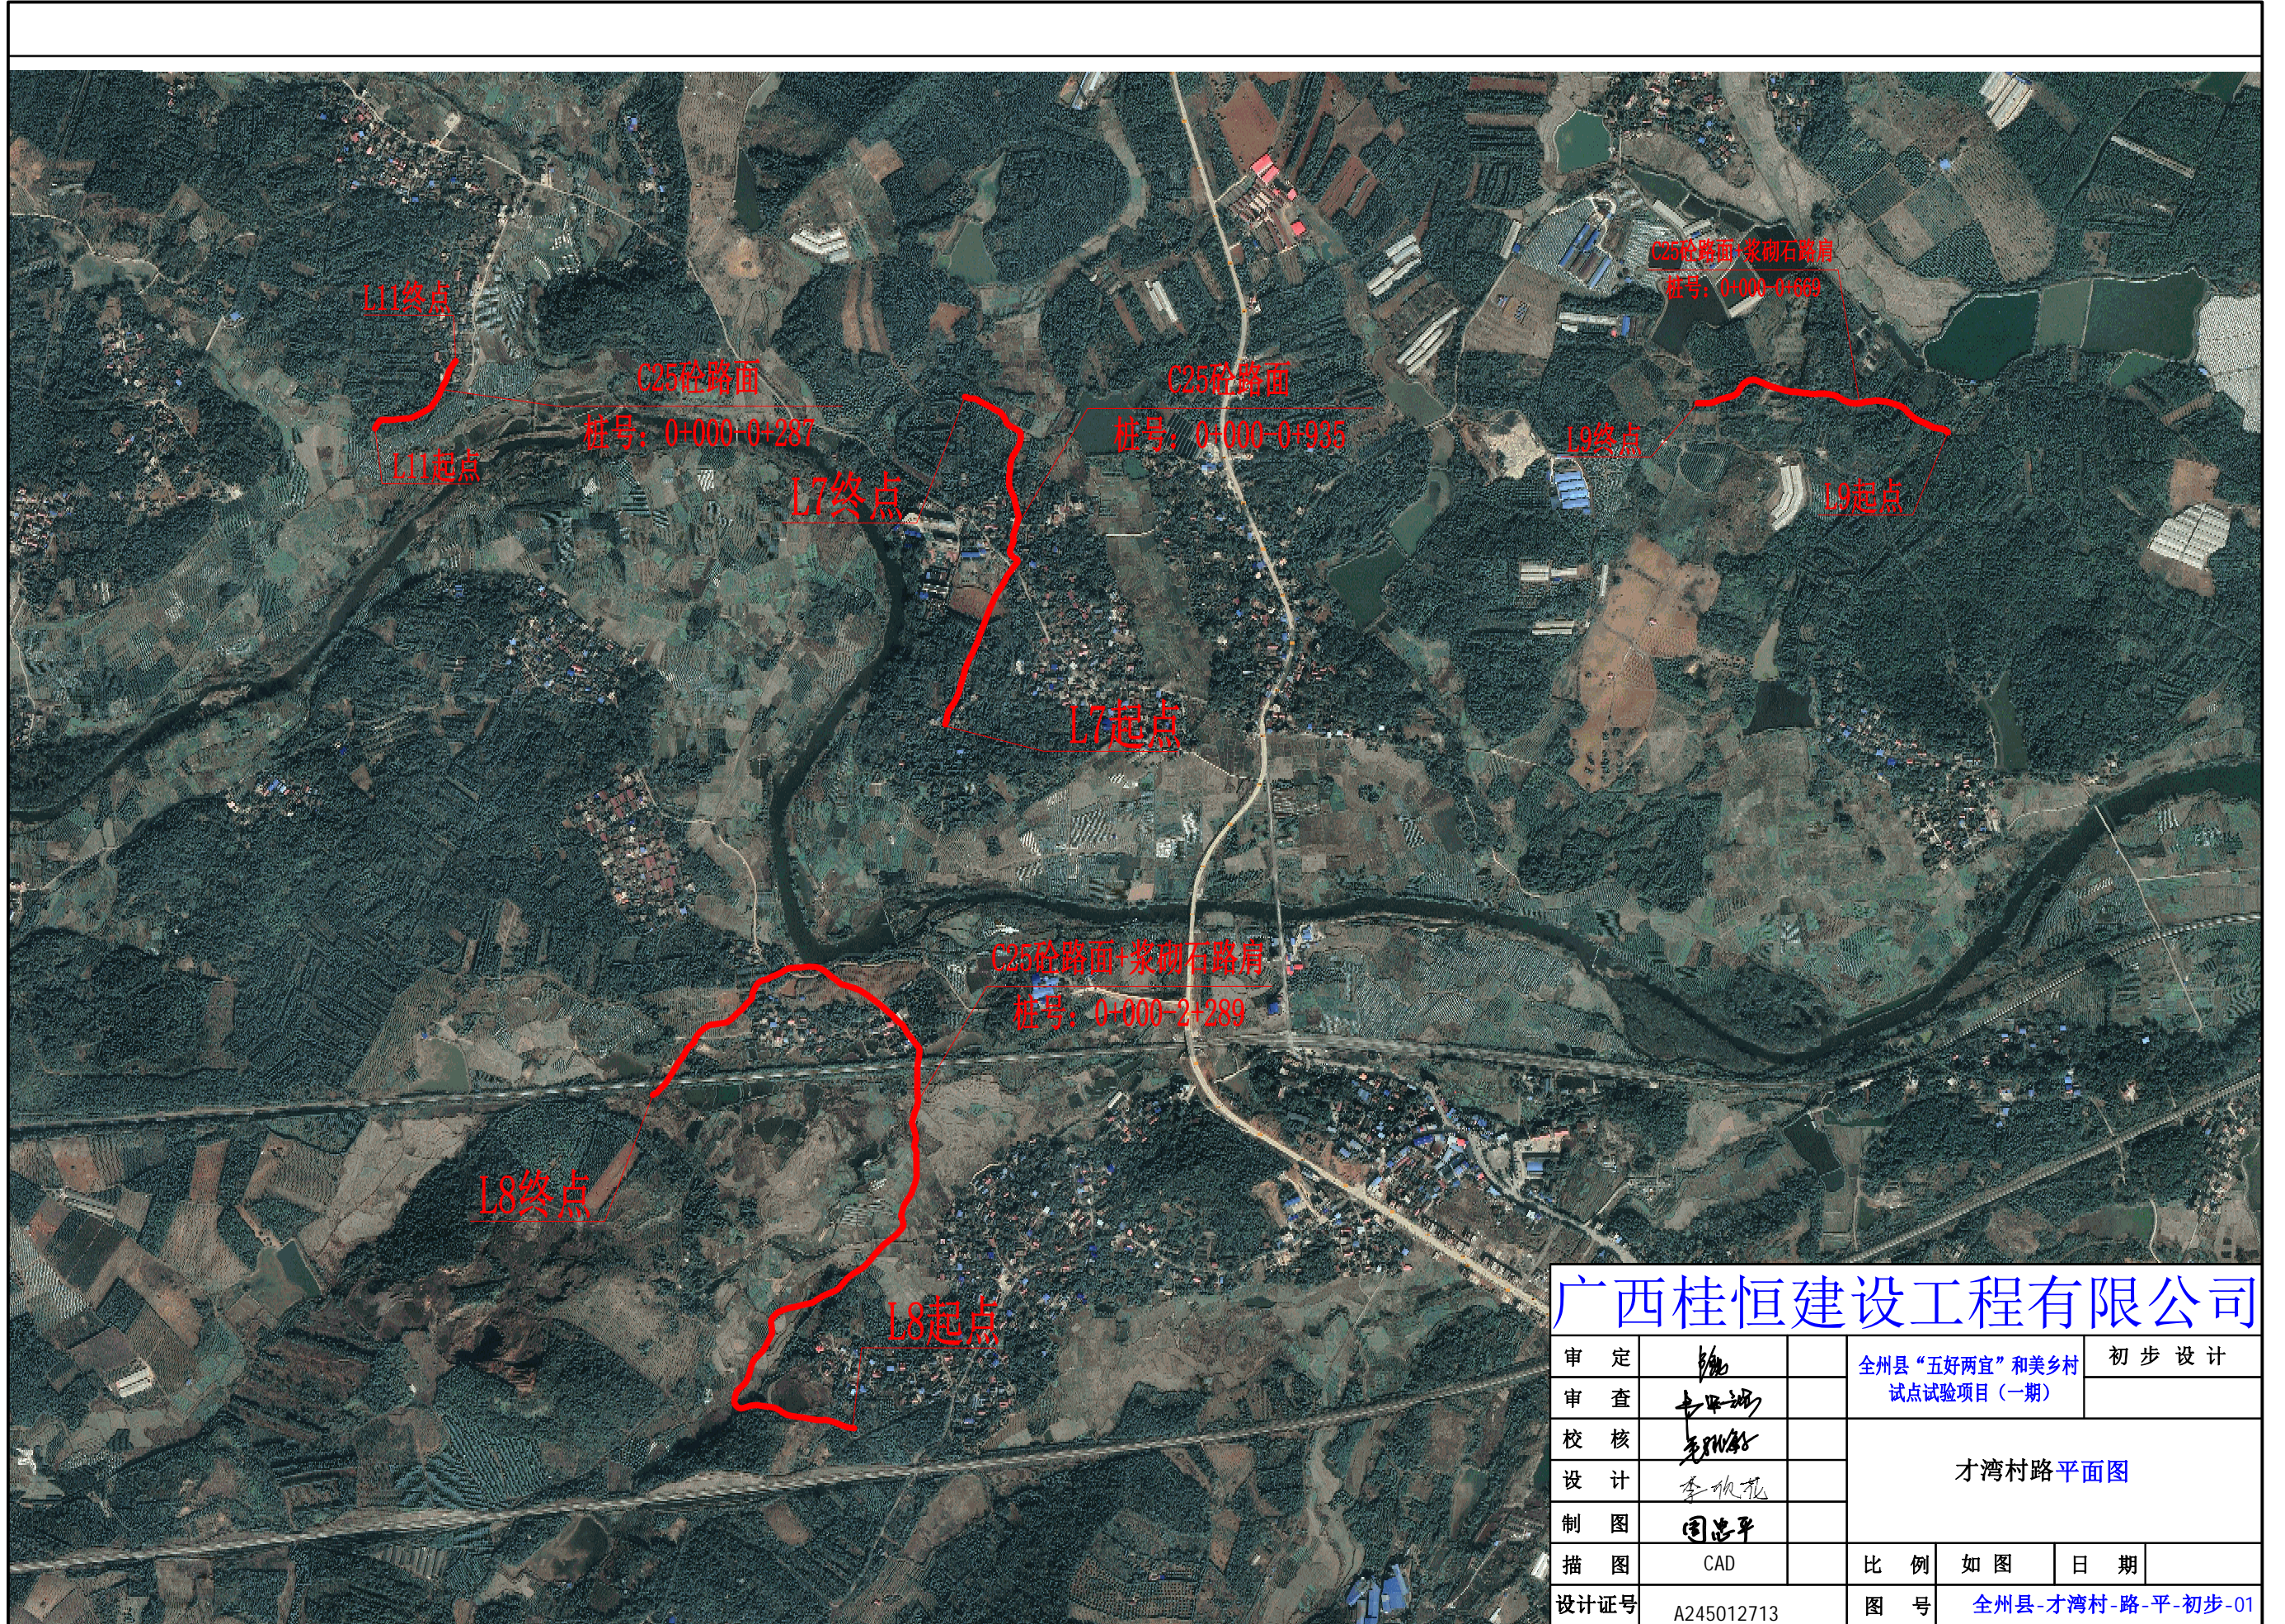 C25砼路面+浆砌石路肩
桩号：0+000-0+669
L11终点
C25砼路面
桩号：0+000-0+287
L11起点
C25砼路面
桩号：0+000-0+935
L7终点
L9终点
L9起点
L7起点
C25砼路面+浆砌石路肩
桩号：0+000-2+289
L8终点
L8起点
广西桂恒建设工程有限公司
审 定
全州县“五好两宜”和美乡村
试点试验项目（一期）
初 步 设 计
审 查
校 核
才湾村路平面图
设 计
制 图
描 图 CAD 比 例 如 图 日 期
设计证号 A245012713 图 号 全州县-才湾村-路-平-初步-01